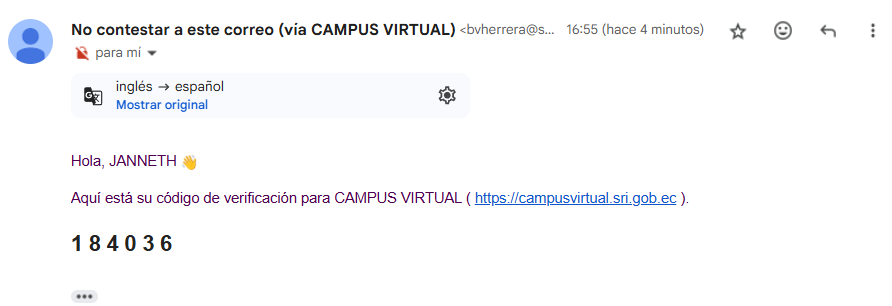 No contestar a este correo (vía CAMPUS VIRTUAL) <bvherrera@s... 16:55 (hace 4 minutos)
para mí
inglés → español
Mostrar original
Hola, JANNETH 👋
Aquí está su código de verificación para CAMPUS VIRTUAL ( https://campusvirtual.sri.gob.ec ).
1 8 4 0 3 6